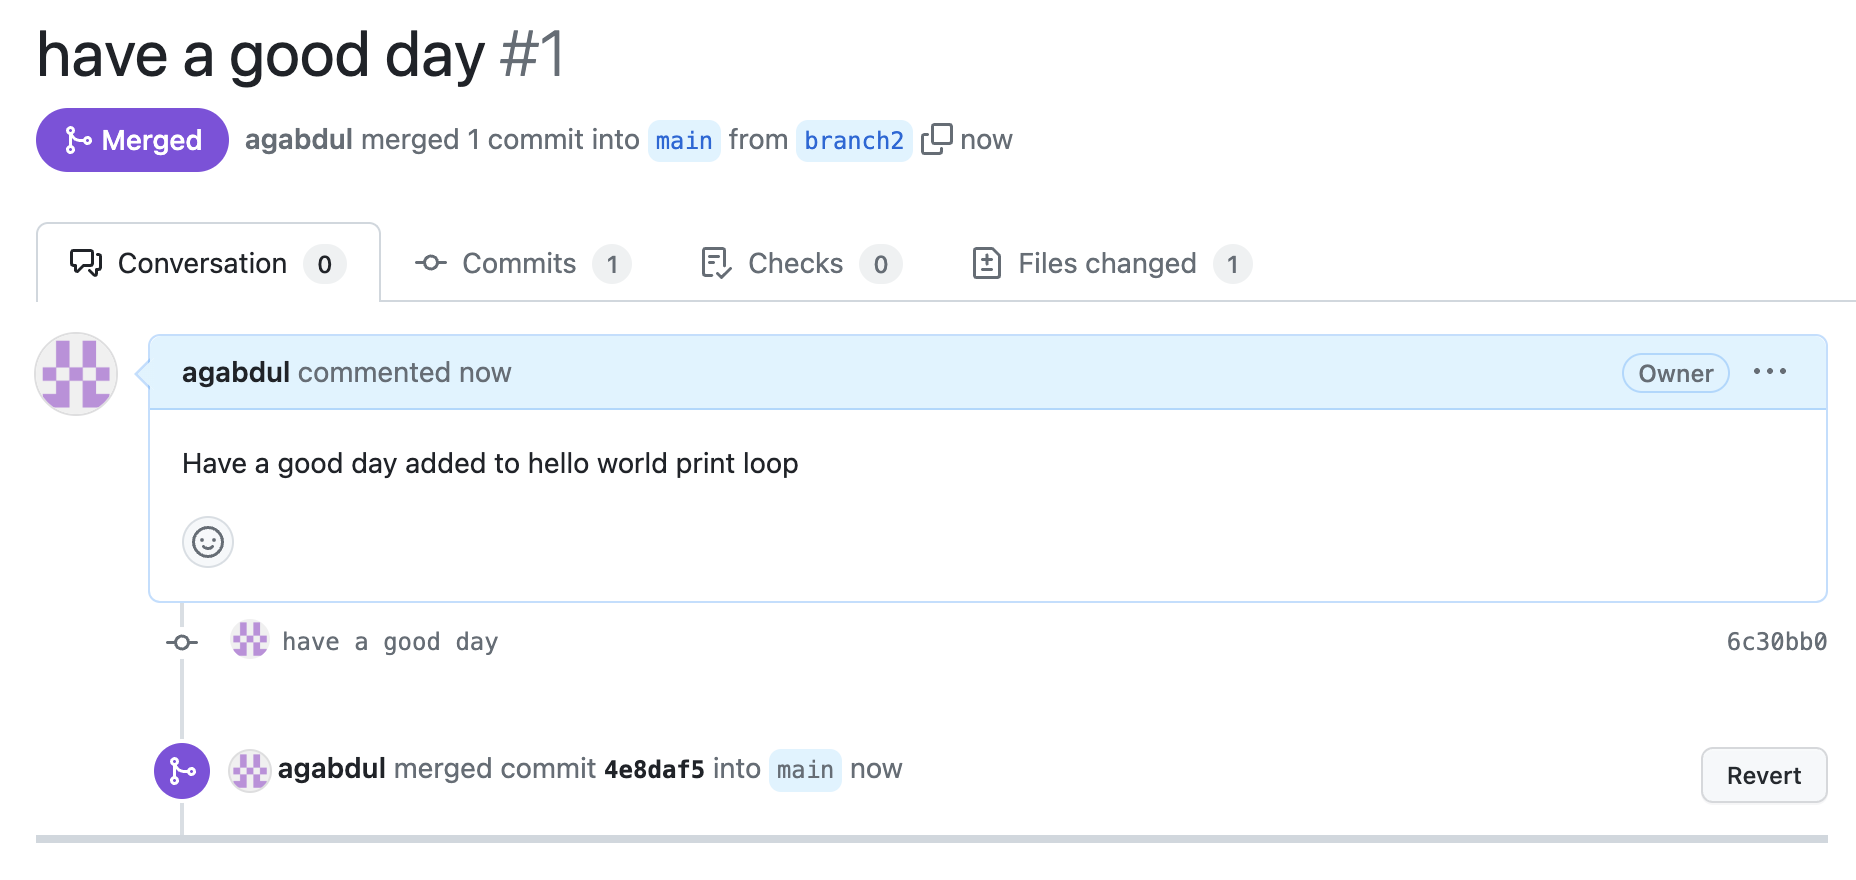 have a good day #1
Merged agabdul merged 1 commit into main from branch2 now
Conversation 0 Commits 1 Checks 0 Files changed 1
agabdul commented now Owner
Have a good day added to hello world print loop
have a good day 6c30bb0
agabdul merged commit 4e8daf5 into main now Revert